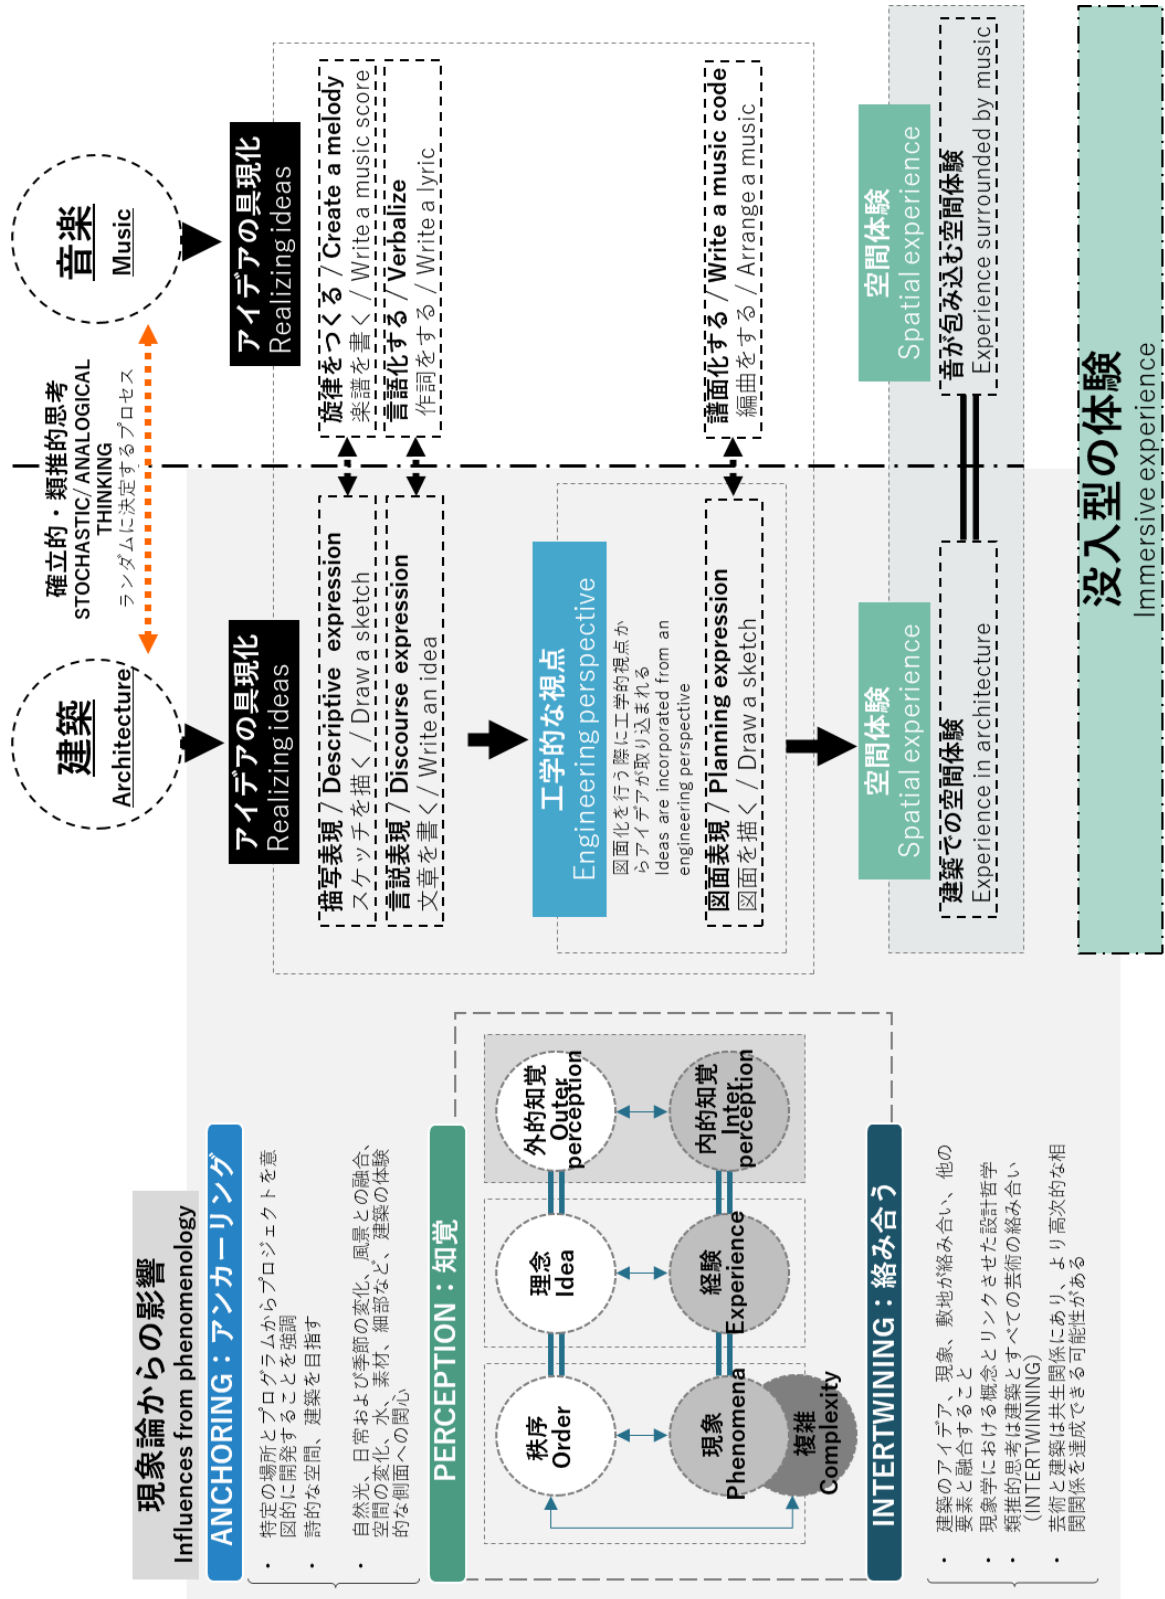 現象論からの影響
Influences from phenomenology
ANCHORING：アンカーリング
・ 特定の場所とプログラムからプロジェクトを意
図的に開発することを強調
・ 詩的な空間、建築を目指す
・ 自然光、日常および季節の変化、風景との融合、
空間の変化、水、素材、細部など、建築の体験
的な側面への関心
PERCEPTION：知覚
秩序
Order
理念
Idea
外的知覚
Outer
perception
現象
Phenomena
経験
Experience
内的知覚
Inter
perception
複雑
Complexity
INTERTWINING：絡み合う
・ 建築のアイデア、現象、敷地が絡み合い、他の
要素と融合すること
・ 現象学における概念とリンクさせた設計哲学
・ 類推的思考は建築とすべての芸術の絡み合い
（INTERTWINNING）
・ 芸術と建築は共生関係にあり、より高次的な相
関関係を達成できる可能性がある
建築
Architecture
確立的・類推的思考
STOCHASTIC/ANALOGICAL
THINKING
ランダムに決定するプロセス
音楽
Music
アイデアの具現化
Realizing ideas
アイデアの具現化
Realizing ideas
描写表現 / Descriptive expression
スケッチを描く / Draw a sketch
言説表現 / Discourse expression
文章を書く / Write an idea
旋律をつくる / Create a melody
楽譜を書く / Write a music score
言語化する / Verbalize
作詞をする / Write a lyric
工学的な視点
Engineering perspective
図面化を行う際に工学的視点か
らアイデアが取り込まれる
Ideas are incorporated from an
engineering perspective
図面表現 / Planning expression
図面を描く / Draw a sketch
譜面化する / Write a music code
編曲をする / Arrange a music
空間体験
Spatial experience
空間体験
Spatial experience
建築での空間体験
Experience in architecture
音が包み込む空間体験
Experience surrounded by music
没入型の体験
Immersive experience